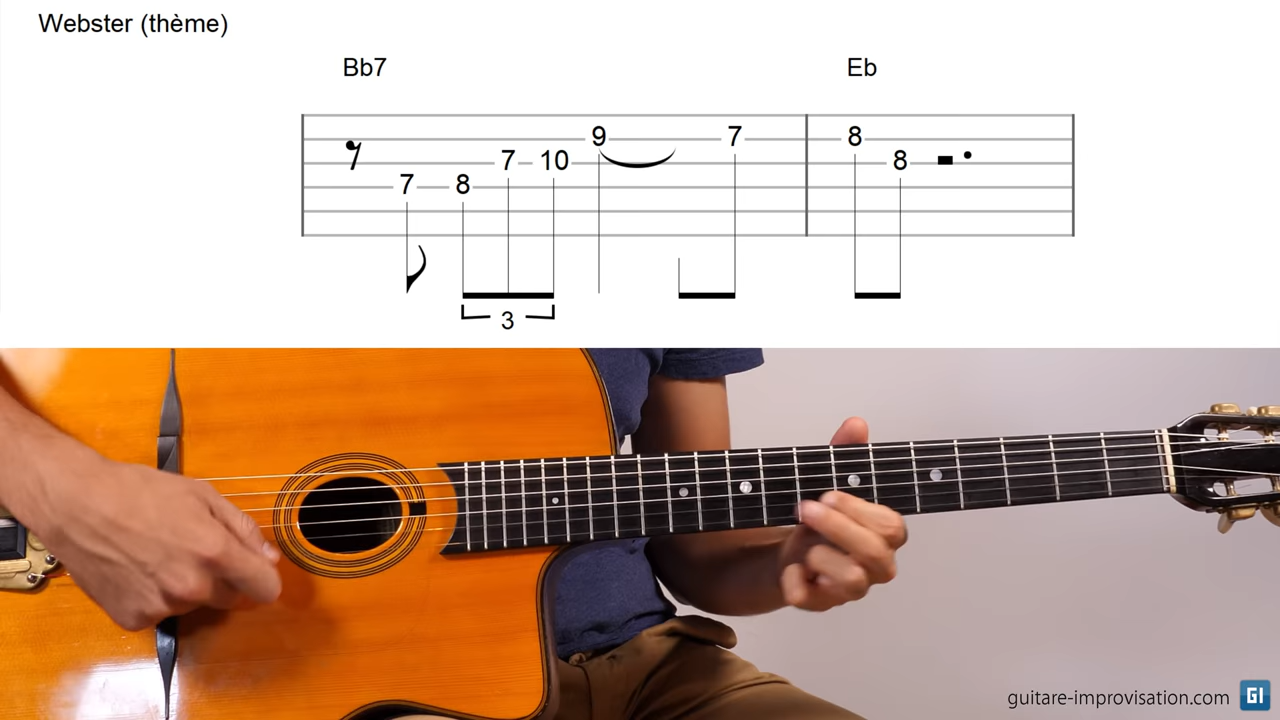 Webster (thème)
Bb7 Eb
9 7 8
7 10 8
7 8
3
guitare-improvisation.com GI